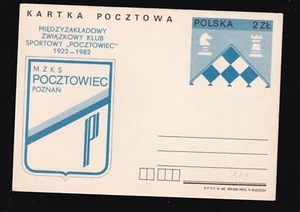 KARTKA POCZTOWA
MIĘDZYZAKŁADOWY
ZWIĄZKOWY KLUB
SPORTOWY „POCZTOWIEC"
1922 – 1982
POLSKA 2 ZŁ
MZKS
POCZTOWIEC
POZNAŃ